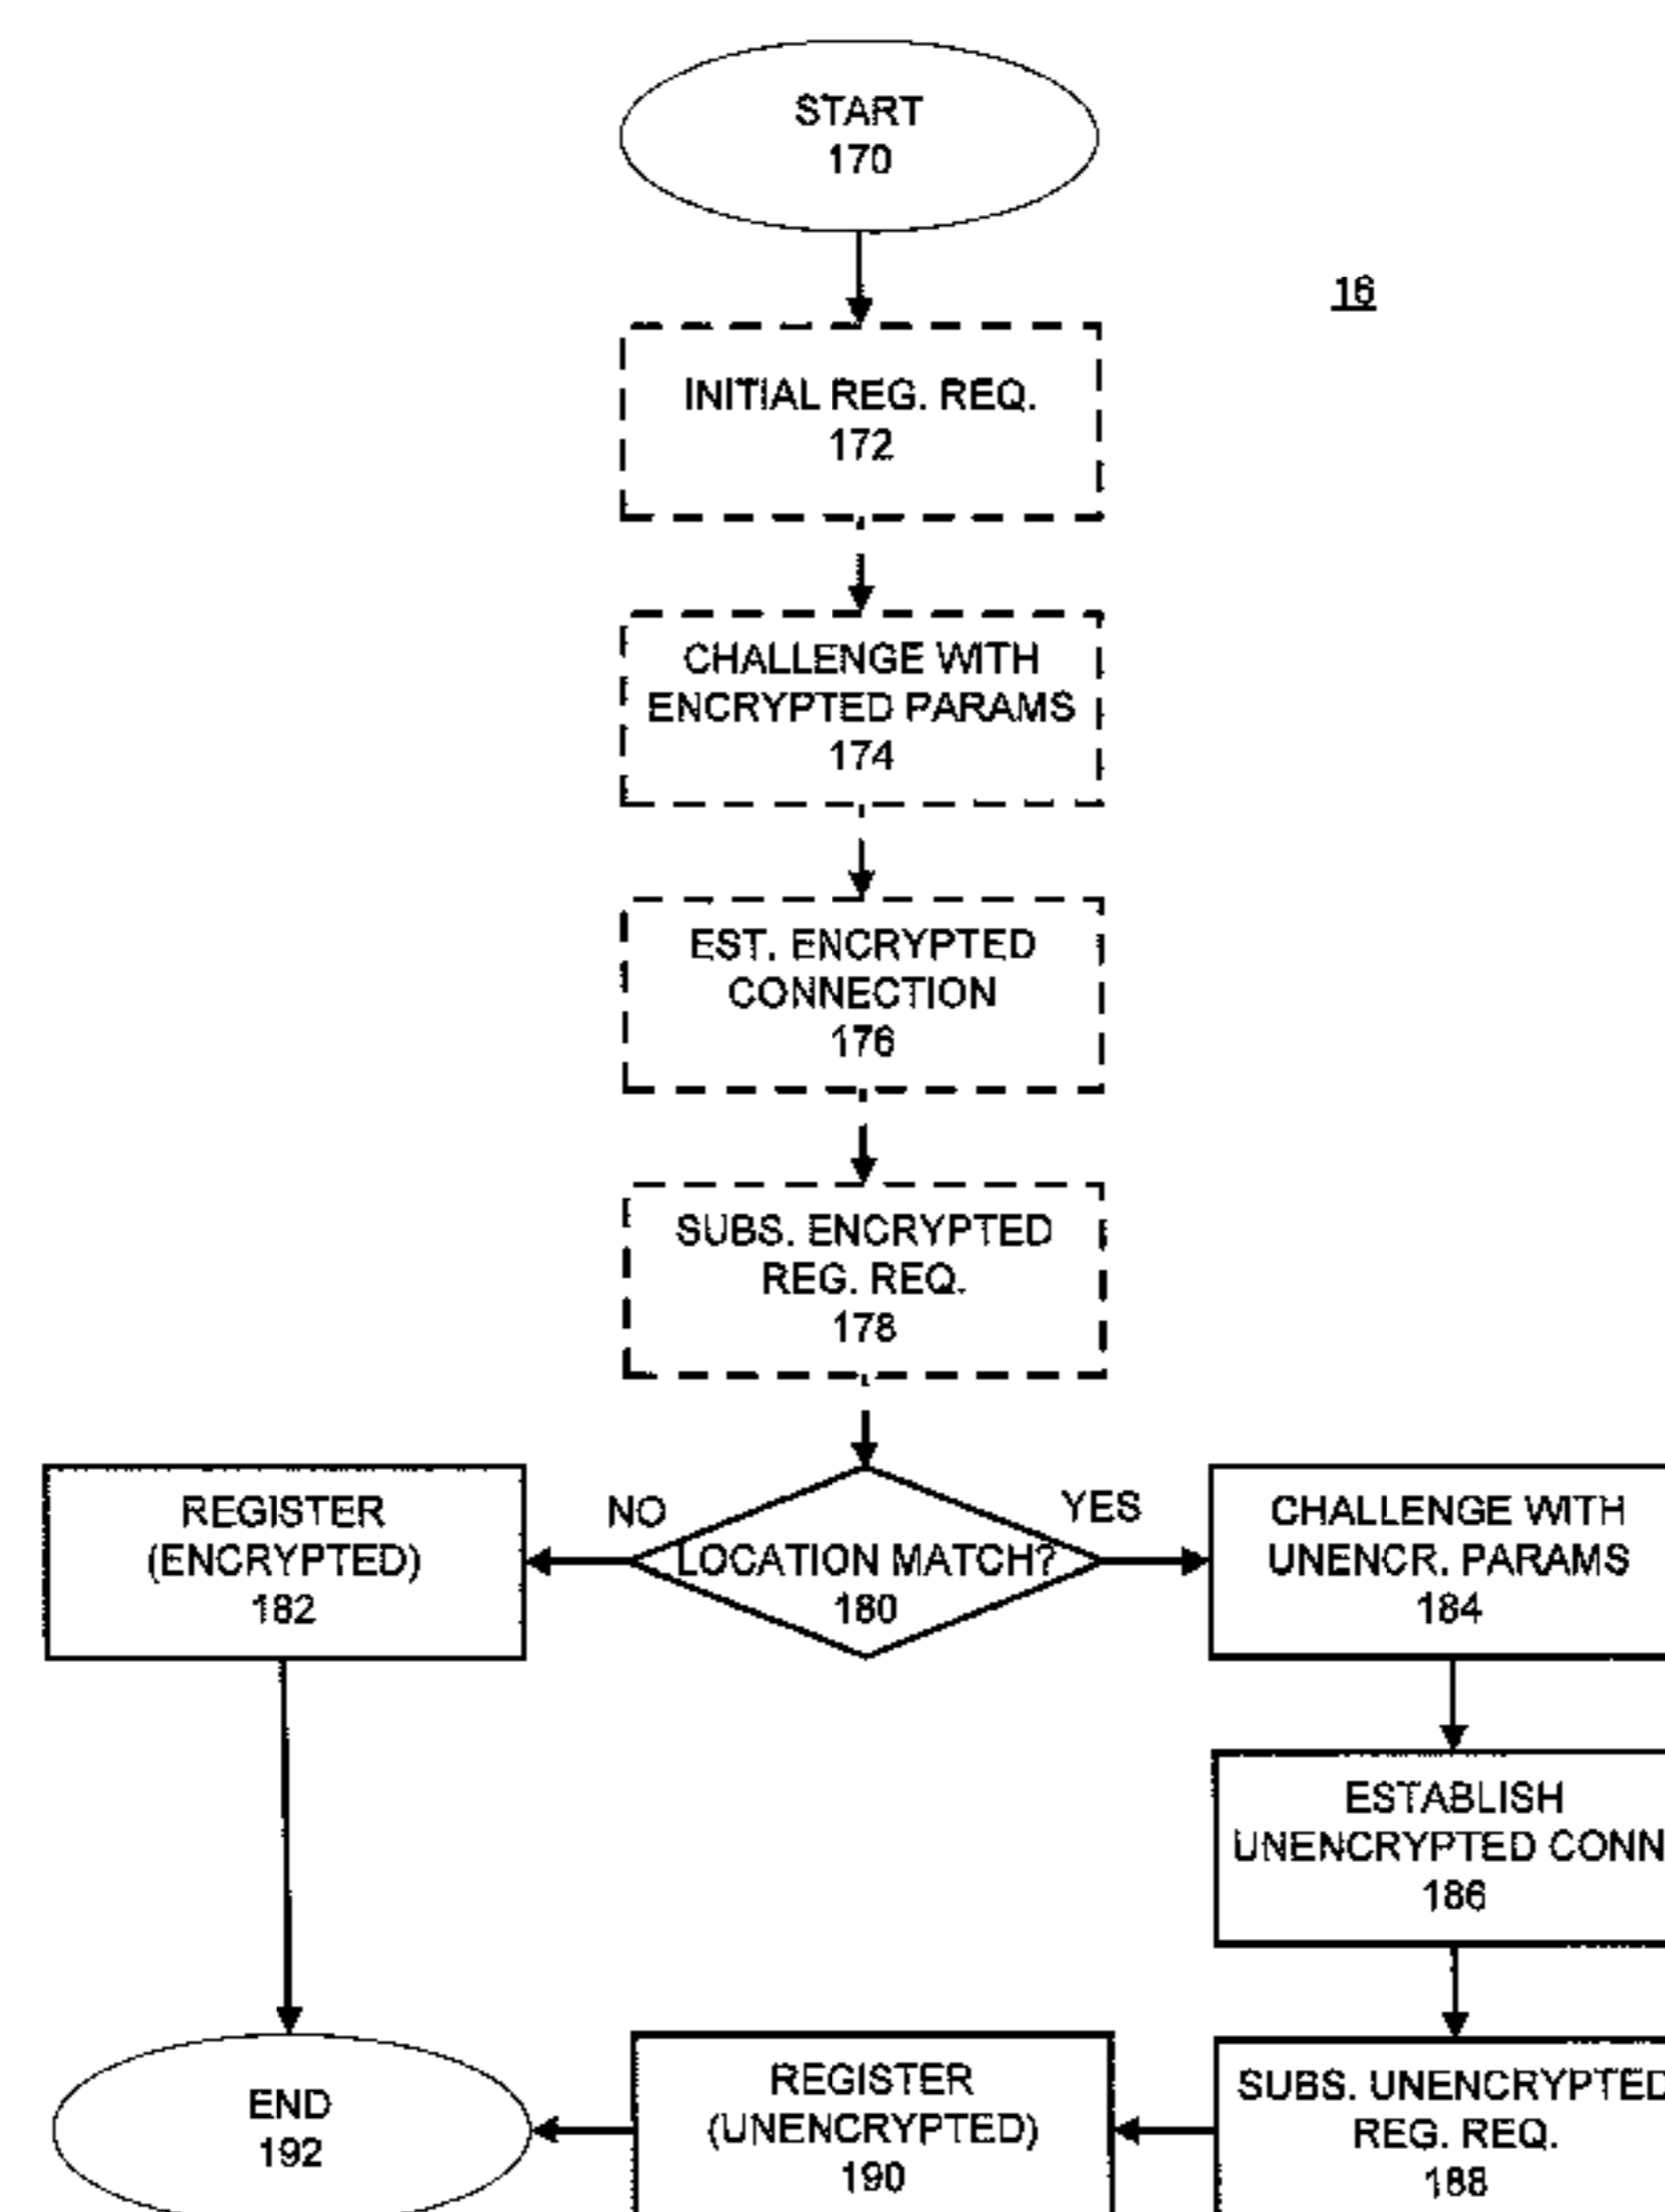 START
170
16
INITIAL REG. REQ.
172
CHALLENGE WITH
ENCRYPTED PARAMS
174
EST. ENCRYPTED
CONNECTION
176
SUBS. ENCRYPTED
REG. REQ.
178
REGISTER
(ENCRYPTED)
182
NO
LOCATION MATCH?
180
YES
CHALLENGE WITH
UNENCR. PARAMS
184
ESTABLISH
UNENCRYPTED CONN
186
END
192
REGISTER
(UNENCRYPTED)
190
SUBS. UNENCRYPTED
REG. REQ.
188